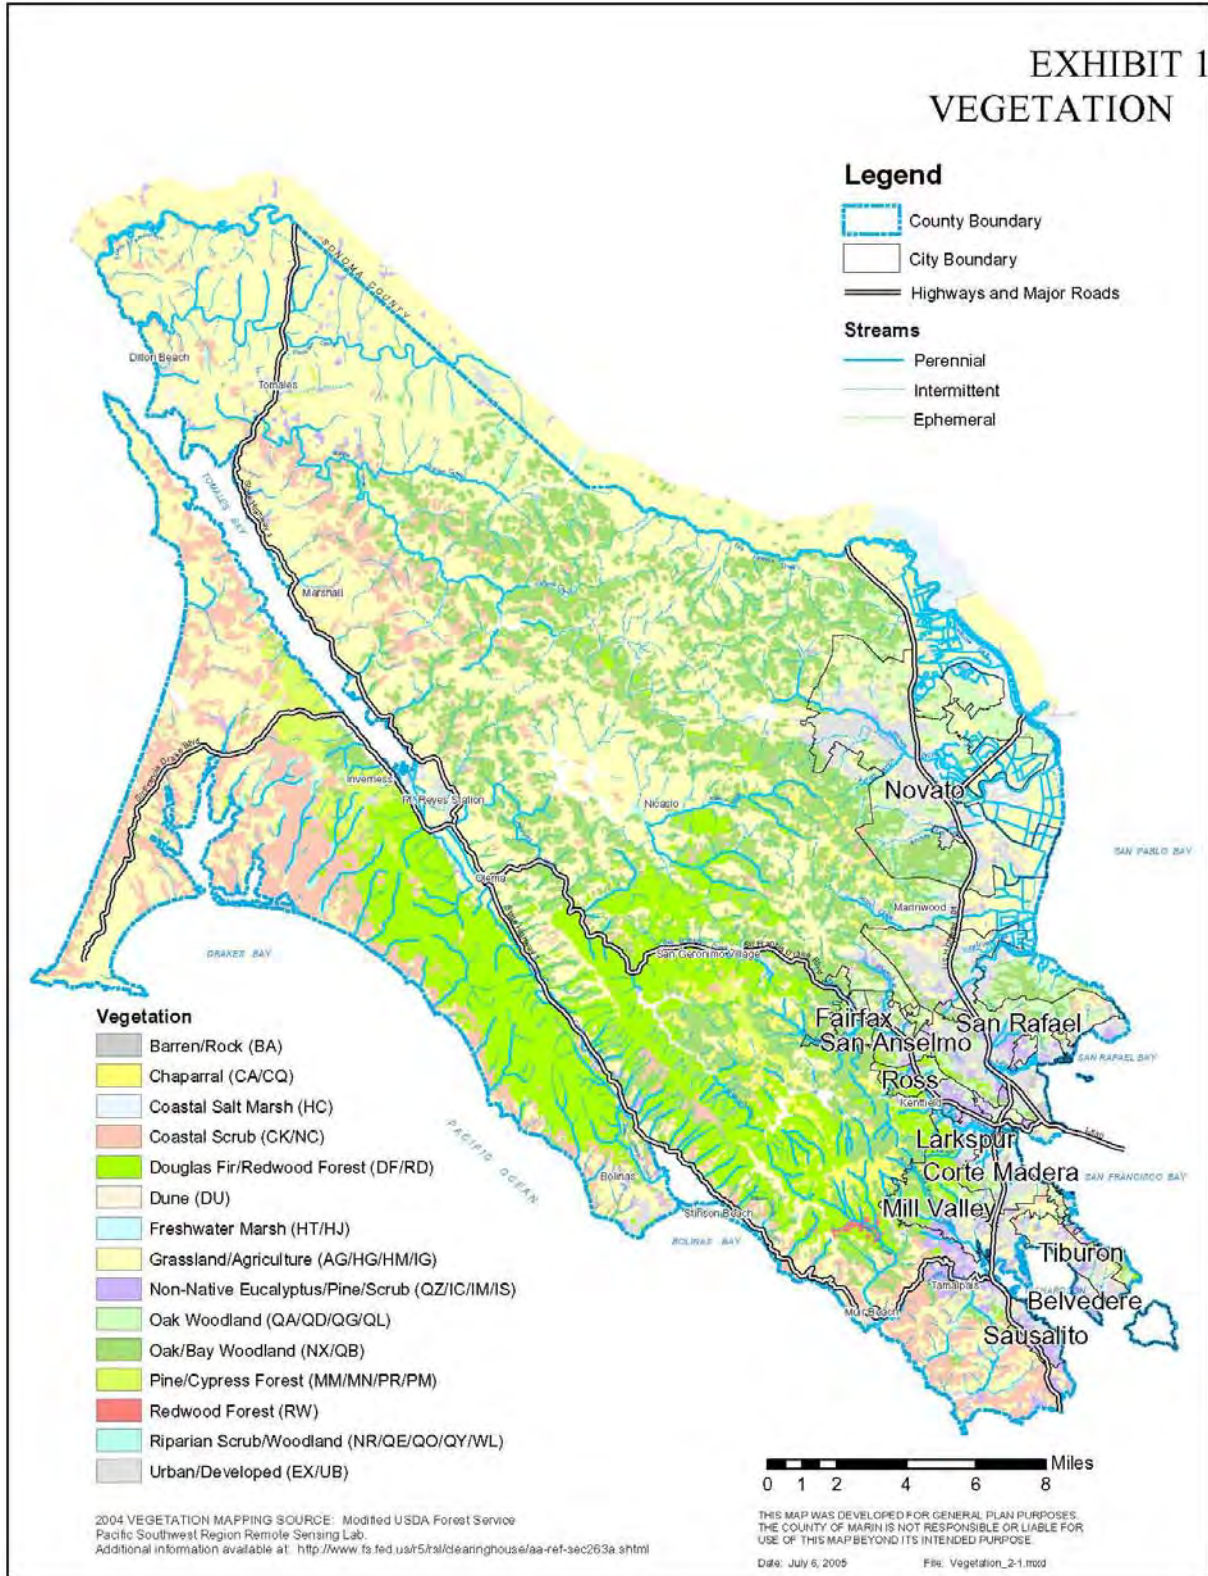 EXHIBIT 1
VEGETATION
Legend
County Boundary
City Boundary
Highways and Major Roads
Streams
Perennial
Intermittent
Ephemeral
SONOMA COUNTY
Dillon Beach
Tomales
TOMALES BAY
Marshall
Inverness
Pt Reyes Station
Nicasio
Novato
SAN PABLO BAY
Olema
Marinwood
DRAKES BAY
San Geronimo Village
Fairfax
San Rafael
San Anselmo
SAN RAFAEL BAY
Ross
Kentfield
I-580
Larkspur
PACIFIC OCEAN
Corte Madera
SAN FRANCISCO BAY
Bolinas
Mill Valley
Stinson Beach
BOLINAS BAY
Tiburon
Tamalpais
Belvedere
Muir Beach
Sausalito
Vegetation
Barren/Rock (BA)
Chaparral (CA/CQ)
Coastal Salt Marsh (HC)
Coastal Scrub (CK/NC)
Douglas Fir/Redwood Forest (DF/RD)
Dune (DU)
Freshwater Marsh (HT/HJ)
Grassland/Agriculture (AG/HG/HM/IG)
Non-Native Eucalyptus/Pine/Scrub (QZ/IC/IM/IS)
Oak Woodland (QA/QD/QG/QL)
Oak/Bay Woodland (NX/QB)
Pine/Cypress Forest (MM/MN/PR/PM)
Redwood Forest (RW)
Riparian Scrub/Woodland (NR/QE/QO/QY/WL)
Urban/Developed (EX/UB)
Miles
0 1 2 4 6 8
2004 VEGETATION MAPPING SOURCE: Modified USDA Forest Service
Pacific Southwest Region Remote Sensing Lab.
Additional information available at: http://www.fs.fed.us/r5/rsl/clearinghouse/aa-ref-sec263a.shtml
THIS MAP WAS DEVELOPED FOR GENERAL PLAN PURPOSES.
THE COUNTY OF MARIN IS NOT RESPONSIBLE OR LIABLE FOR
USE OF THIS MAP BEYOND ITS INTENDED PURPOSE.
Date: July 6, 2005 File: Vegetation_2-1.mxd